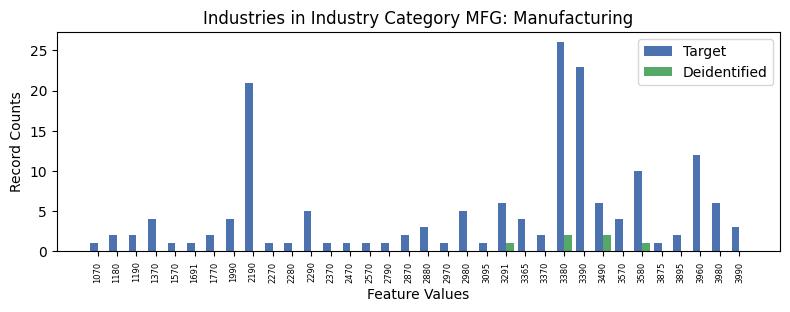 Industries in Industry Category MFG: Manufacturing
Target
Deidentified
Record Counts
25
20
15
10
5
0
1070 1180 1190 1370 1570 1691 1770 1990 2190 2270 2280 2290 2370 2470 2570 2790 2870 2880 2970 2980 3095 3291 3365 3370 3380 3390 3490 3570 3580 3875 3895 3960 3980 3990
Feature Values